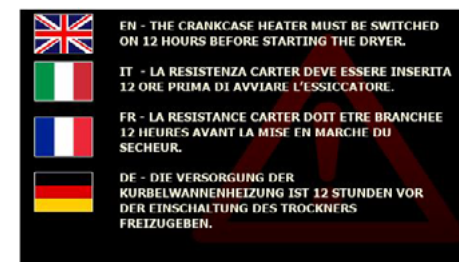 EN - THE CRANKCASE HEATER MUST BE SWITCHED
ON 12 HOURS BEFORE STARTING THE DRYER.
IT - LA RESISTENZA CARTER DEVE ESSERE INSERITA
12 ORE PRIMA DI AVVIARE L'ESSICCATORE.
FR - LA RESISTANCE CARTER DOIT ETRE BRANCHEE
12 HEURES AVANT LA MISE EN MARCHE DU
SECHEUR.
DE - DIE VERSORGUNG DER
KURBELWANNENHEIZUNG IST 12 STUNDEN VOR
DER EINSCHALTUNG DES TROCKNERS
FREIZUGEBEN.